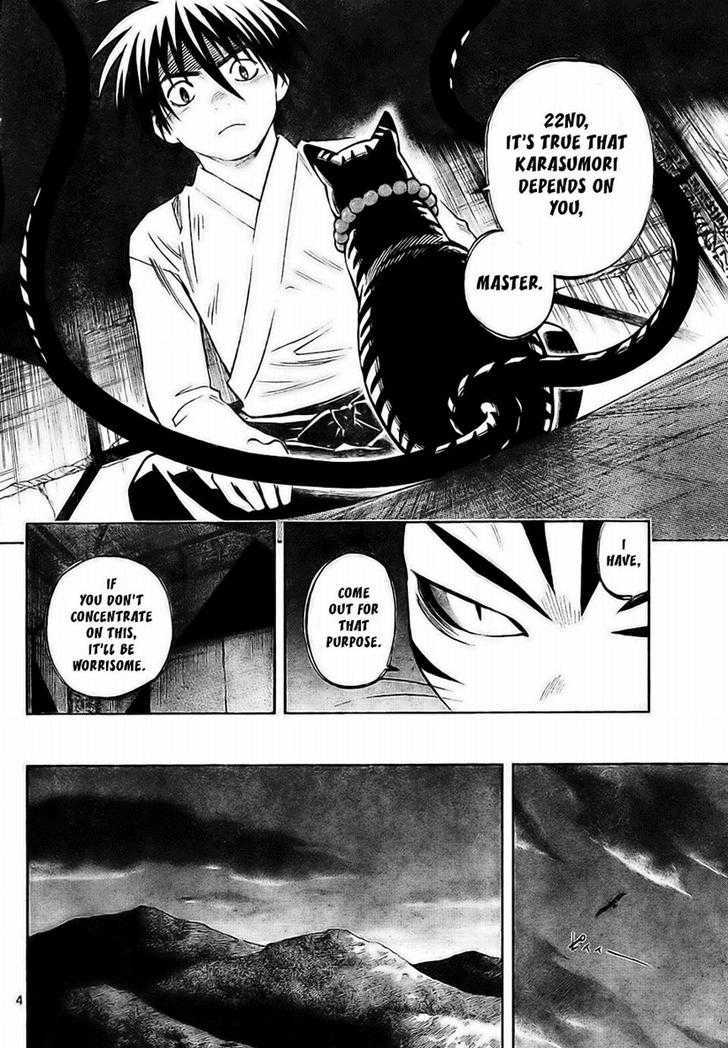 22ND,
IT'S TRUE THAT
KARASUMORI
DEPENDS ON
YOU,
MASTER.
I
HAVE,
COME
OUT FOR
THAT
PURPOSE.
IF
YOU DON'T
CONCENTRATE
ON THIS,
IT'LL BE
WORRISOME.
4